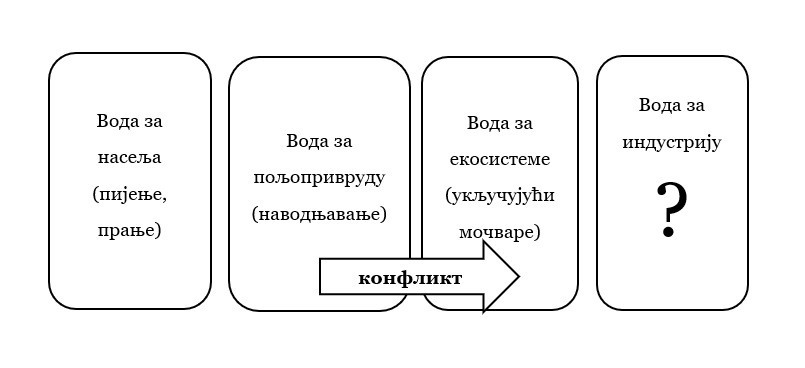 Вода за
насеља
(пијење,
прање)
Вода за
пољопривруду
(наводњавање)
Вода за
екосистеме
(укључујући
мочваре)
конфликт
Вода за
индустрију
?